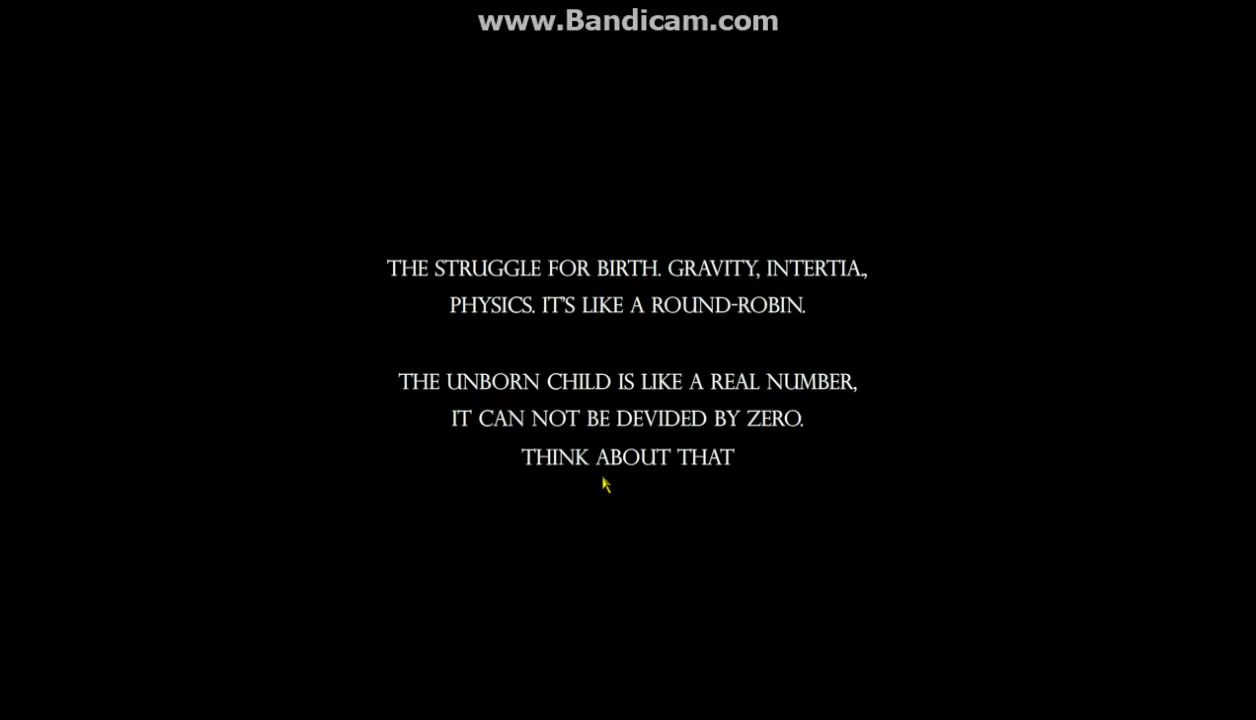 www.Bandicam.com
THE STRUGGLE FOR BIRTH. GRAVITY, INTERTIA.,
PHYSICS. IT'S LIKE A ROUND-ROBIN.
THE UNBORN CHILD IS LIKE A REAL NUMBER,
IT CAN NOT BE DEVIDED BY ZERO.
THINK ABOUT THAT